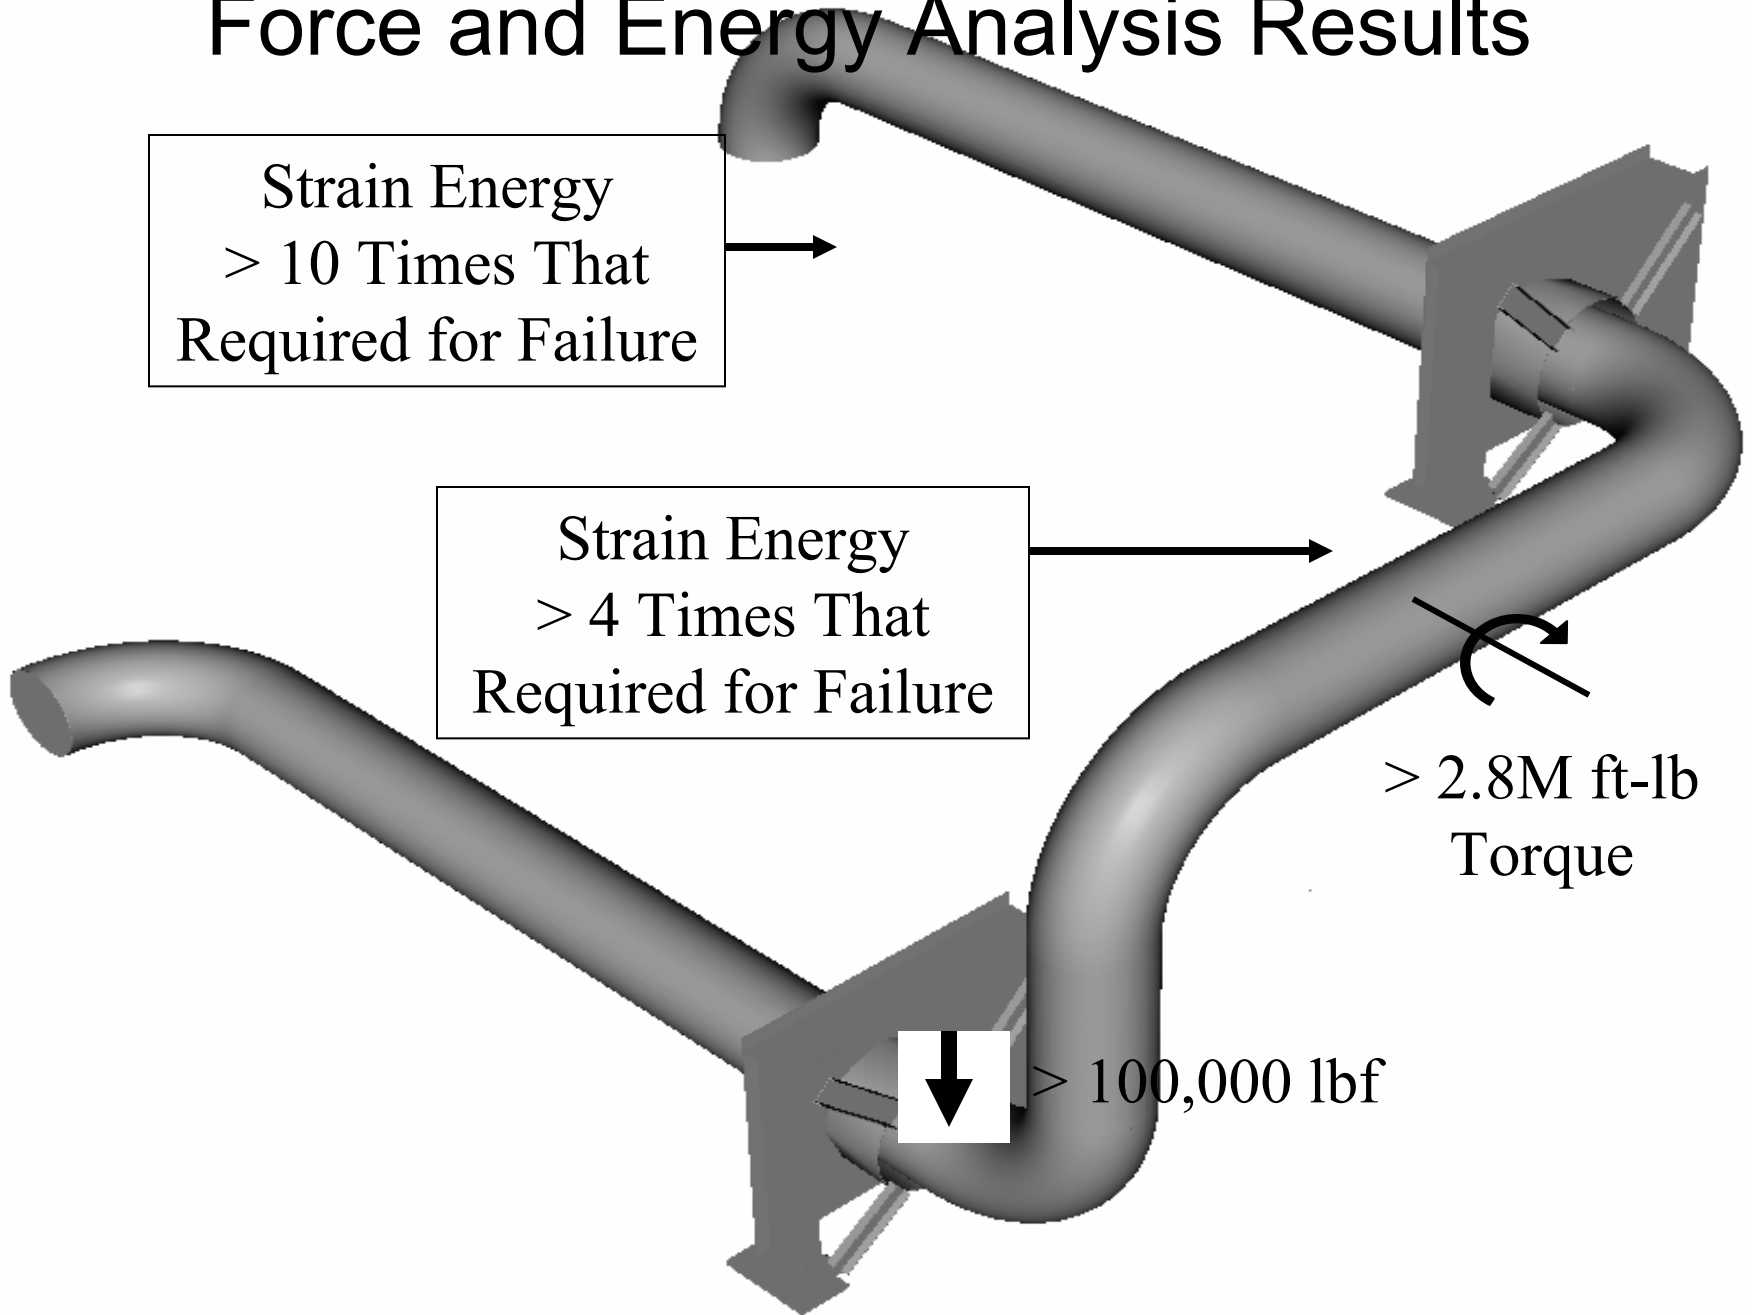 Force and Energy Analysis Results
Strain Energy
> 10 Times That
Required for Failure
Strain Energy
> 4 Times That
Required for Failure
> 2.8M ft-lb
Torque
> 100,000 lbf